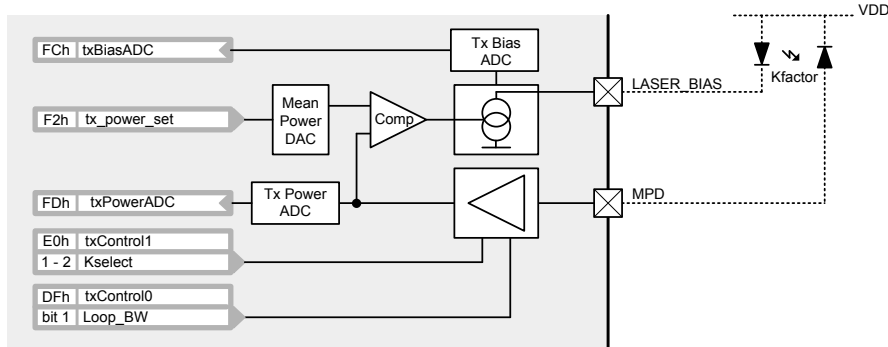 VDD
FCh txBiasADC
Tx Bias
ADC
Kfactor
LASER_BIAS
F2h tx_power_set
Mean
Power
DAC
Comp
MPD
FDh txPowerADC
Tx Power
ADC
E0h txControl1
1 - 2 Kselect
DFh txControl0
bit 1 Loop_BW